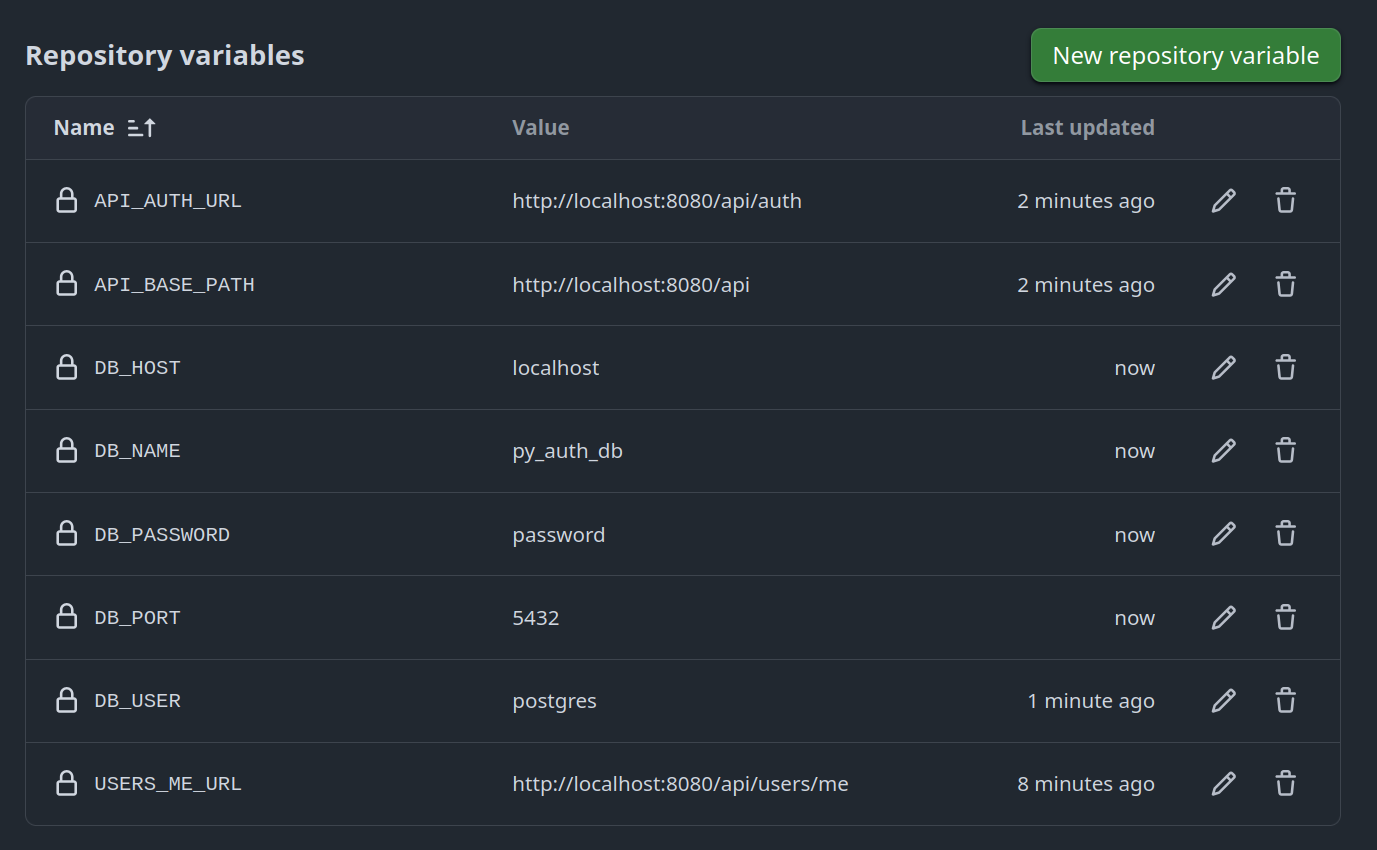 Repository variables
New repository variable
Name Value Last updated
API_AUTH_URL http://localhost:8080/api/auth 2 minutes ago
API_BASE_PATH http://localhost:8080/api 2 minutes ago
DB_HOST localhost now
DB_NAME py_auth_db now
DB_PASSWORD password now
DB_PORT 5432 now
DB_USER postgres 1 minute ago
USERS_ME_URL http://localhost:8080/api/users/me 8 minutes ago